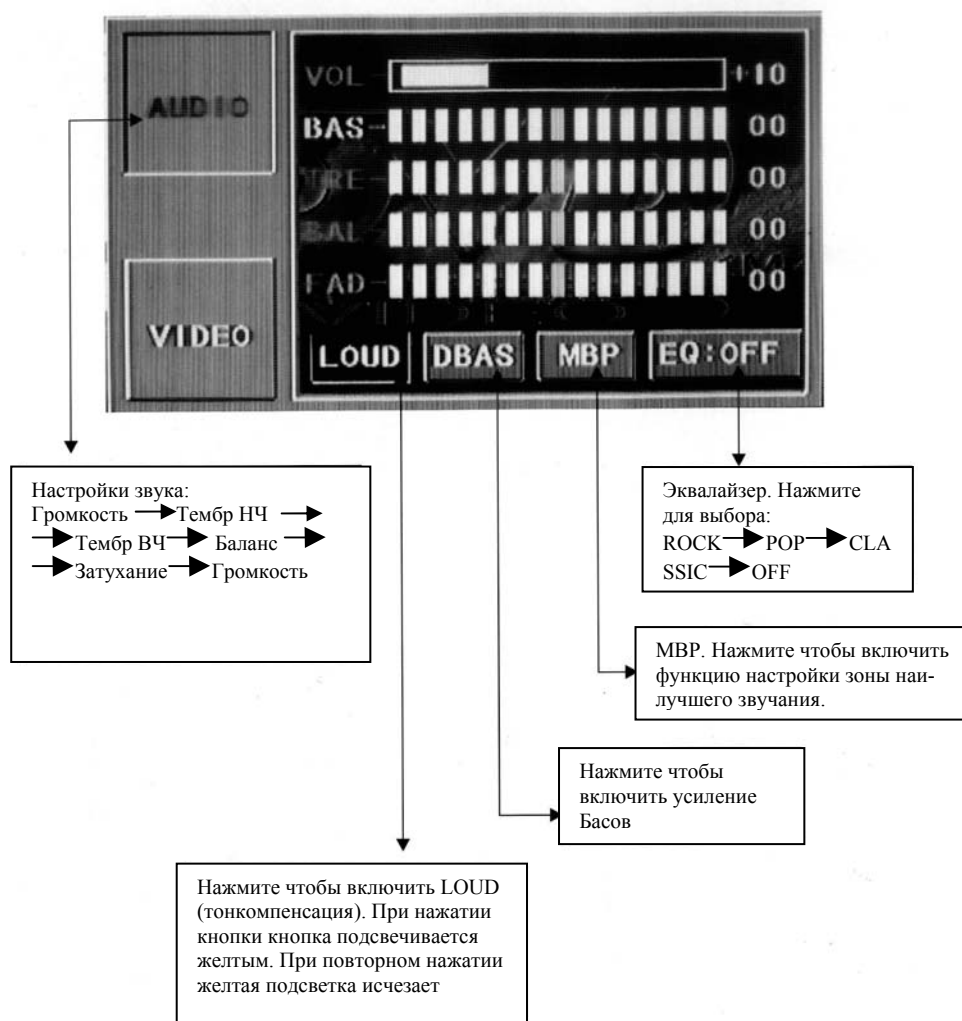 AUDIO
VIDEO
VOL +10
BAS 00
TRE 00
BAL 00
FAD 00
LOUD DBAS MBP EQ:OFF
Настройки звука:
Громкость → Тембр НЧ →
→ Тембр ВЧ → Баланс →
→ Затухание → Громкость
Эквалайзер. Нажмите
для выбора:
ROCK → POP → CLA
SSIC → OFF
MBP. Нажмите чтобы включить
функцию настройки зоны наи-
лучшего звучания.
Нажмите чтобы
включить усиление
Басов
Нажмите чтобы включить LOUD
(тонкомпенсация). При нажатии
кнопки кнопка подсвечивается
желтым. При повторном нажатии
желтая подсветка исчезает